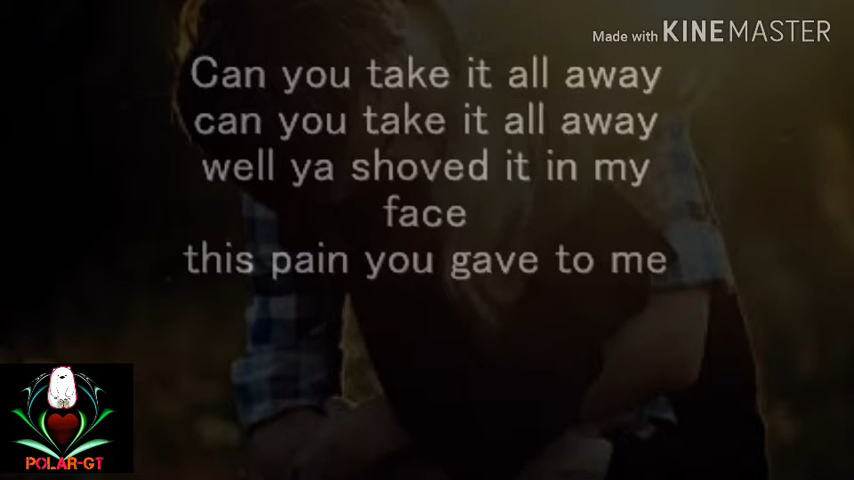 Made with KINEMASTER
Can you take it all away
can you take it all away
well ya shoved it in my
face
this pain you gave to me
POLAR-GT